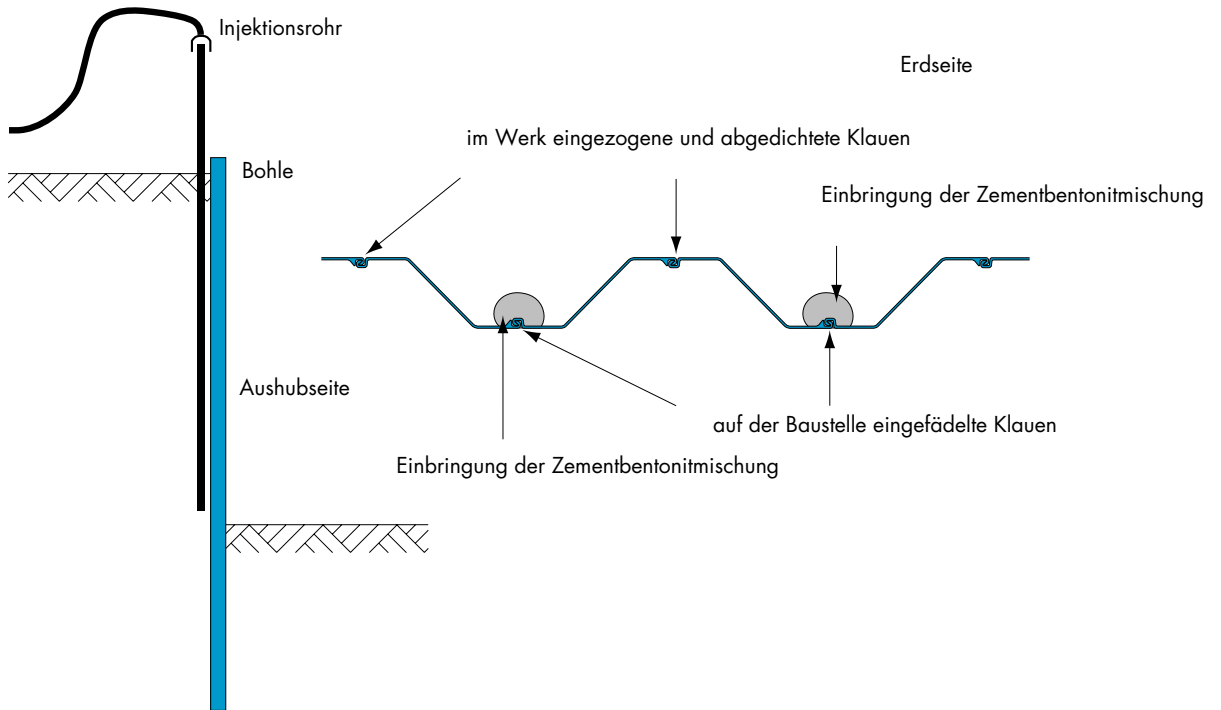 Injektionsrohr
Erdseite
im Werk eingezogene und abgedichtete Klauen
Bohle
Einbringung der Zementbentonitmischung
Aushubseite
auf der Baustelle eingefädelte Klauen
Einbringung der Zementbentonitmischung